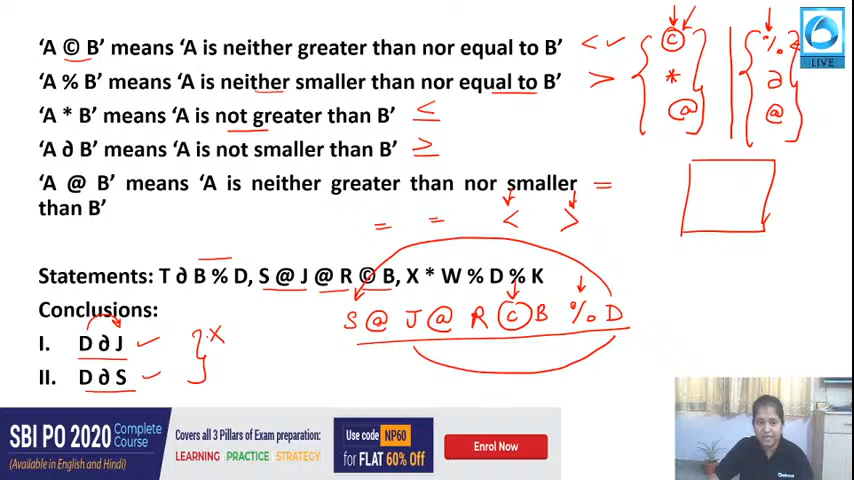 'A © B' means 'A is neither greater than nor equal to B' <
'A % B' means 'A is neither smaller than nor equal to B' >
'A * B' means 'A is not greater than B' ≤
'A ∂ B' means 'A is not smaller than B' ≥
'A @ B' means 'A is neither greater than nor smaller =
than B'
© %
* ∂
@ @
LIVE
= = < >
Statements: T ∂ B % D, S @ J @ R © B, X * W % D % K
Conclusions:
S @ J @ R © B % D
I. D ∂ J
II. D ∂ S
X
SBI PO 2020 Complete Course
(Available in English and Hindi)
Covers all 3 Pillars of Exam preparation:
LEARNING PRACTICE STRATEGY
Use code NP60
for FLAT 60% Off
Enrol Now